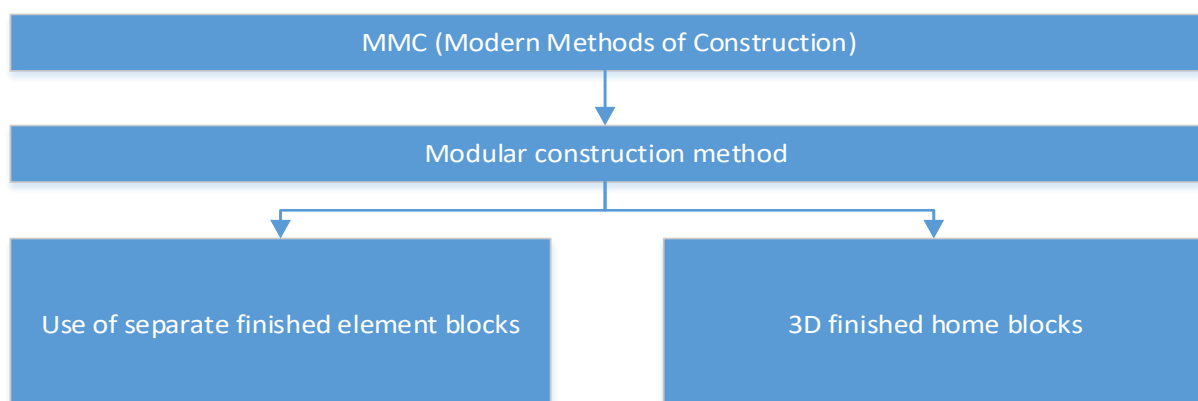 MMC (Modern Methods of Construction)
Modular construction method
Use of separate finished element blocks
3D finished home blocks